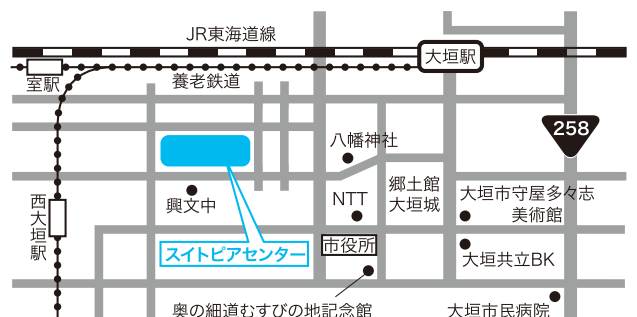 JR東海道線
大垣駅
養老鉄道
室駅
258
八幡神社
西大垣駅
興文中
郷土館
大垣城
NTT
大垣市守屋多々志
美術館
市役所
スイトピアセンター
大垣共立BK
奥の細道むすびの地記念館
大垣市民病院